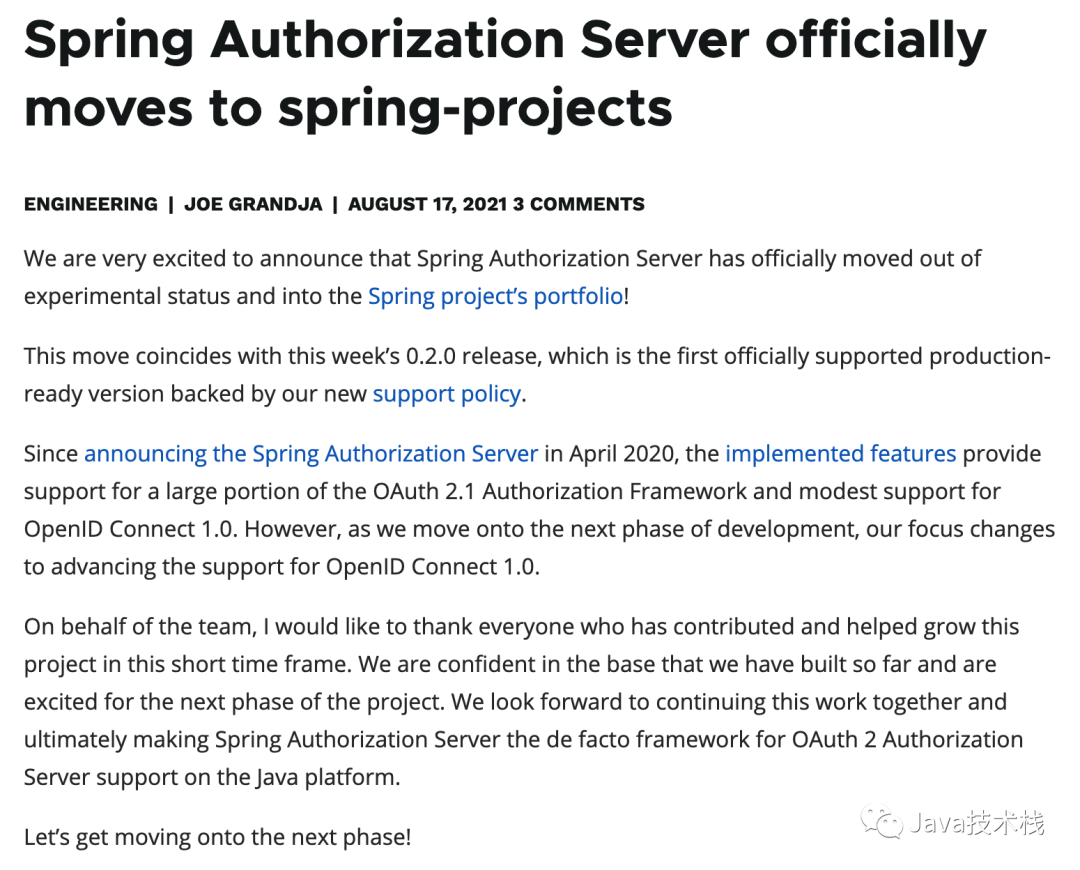 Spring Authorization Server officially
moves to spring-projects
ENGINEERING | JOE GRANDJA | AUGUST 17, 2021 3 COMMENTS
We are very excited to announce that Spring Authorization Server has officially moved out of
experimental status and into the Spring project’s portfolio!
This move coincides with this week’s 0.2.0 release, which is the first officially supported production-
ready version backed by our new support policy.
Since announcing the Spring Authorization Server in April 2020, the implemented features provide
support for a large portion of the OAuth 2.1 Authorization Framework and modest support for
OpenID Connect 1.0. However, as we move onto the next phase of development, our focus changes
to advancing the support for OpenID Connect 1.0.
On behalf of the team, I would like to thank everyone who has contributed and helped grow this
project in this short time frame. We are confident in the base that we have built so far and are
excited for the next phase of the project. We look forward to continuing this work together and
ultimately making Spring Authorization Server the de facto framework for OAuth 2 Authorization
Server support on the Java platform.
Let’s get moving onto the next phase!
Java技术栈